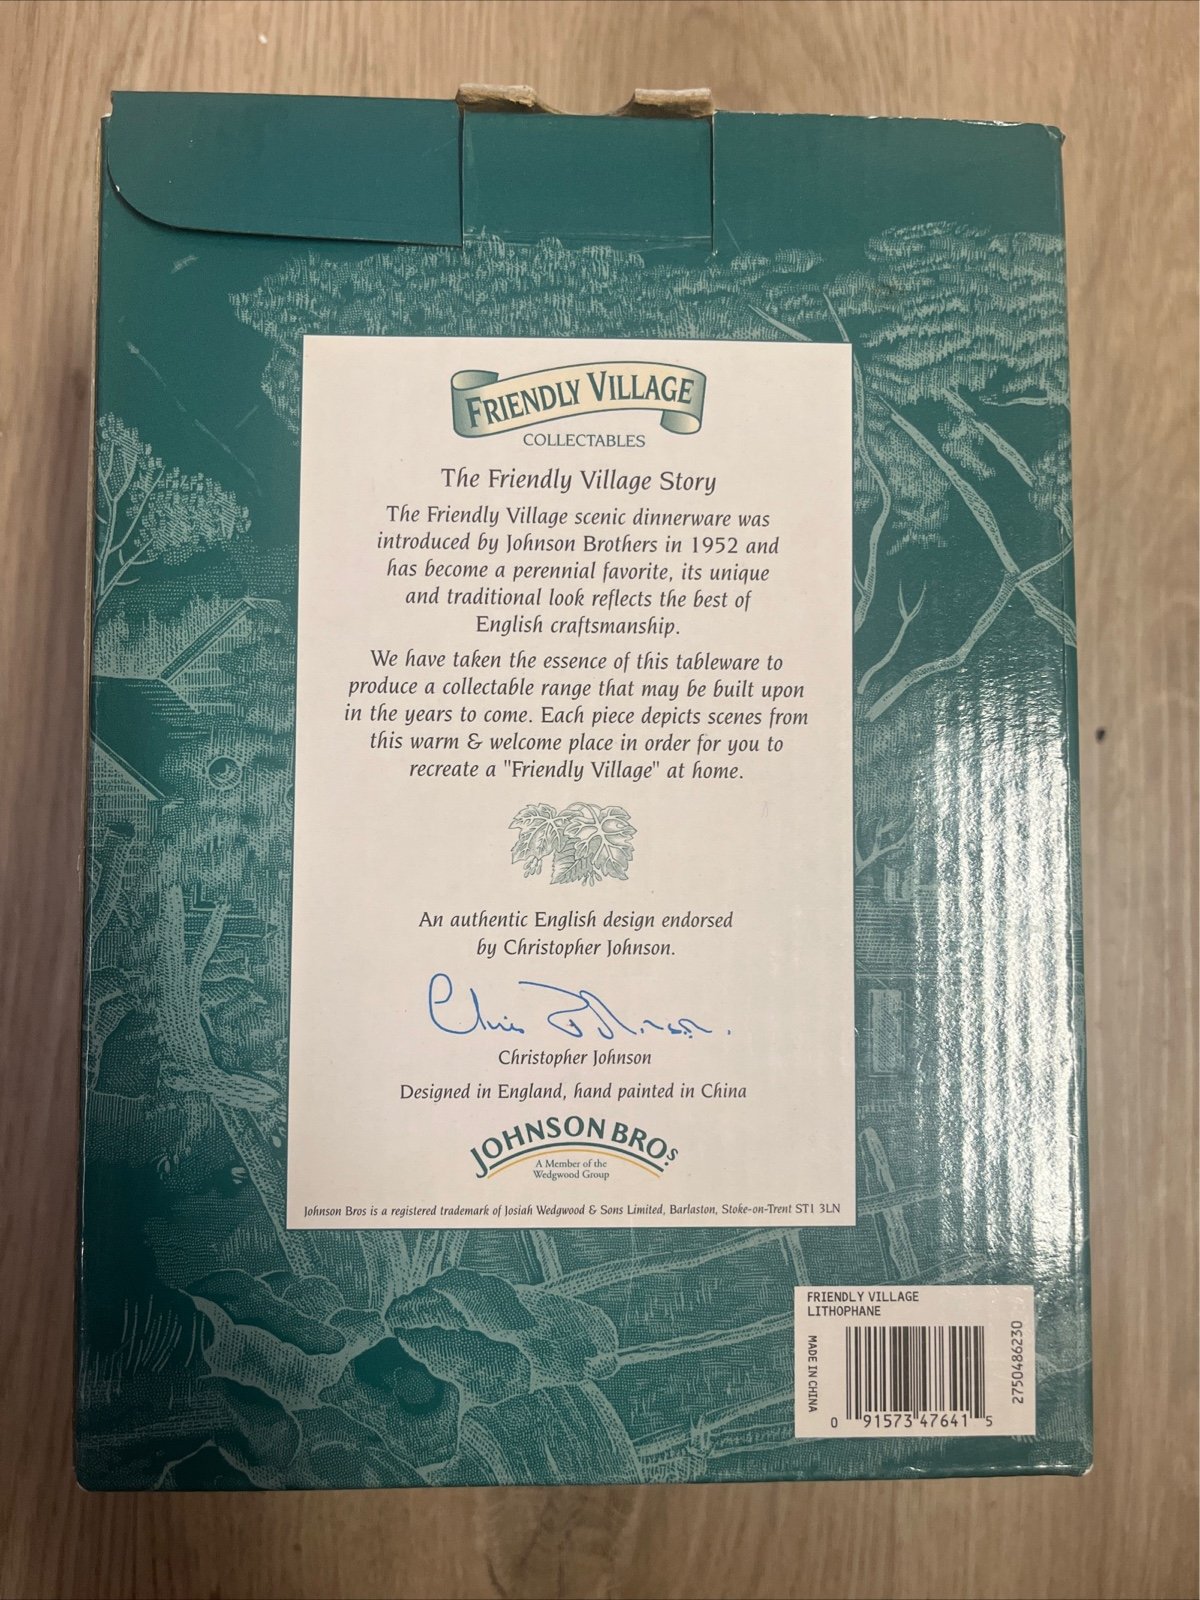 FRIENDLY VILLAGE
COLLECTABLES
The Friendly Village Story
The Friendly Village scenic dinnerware was
introduced by Johnson Brothers in 1952 and
has become a perennial favorite, its unique
and traditional look reflects the best of
English craftsmanship.
We have taken the essence of this tableware to
produce a collectable range that may be built upon
in the years to come. Each piece depicts scenes from
this warm & welcome place in order for you to
recreate a "Friendly Village" at home.
An authentic English design endorsed
by Christopher Johnson.
Chris Johnson.
Christopher Johnson
Designed in England, hand painted in China
JOHNSON BROS
A Member of the
Wedgwood Group
Johnson Bros is a registered trademark of Josiah Wedgwood & Sons Limited, Barlaston, Stoke-on-Trent ST1 3LN
FRIENDLY VILLAGE
LITHOPHANE
MADE IN CHINA
2750486230
0 91573 47641 5